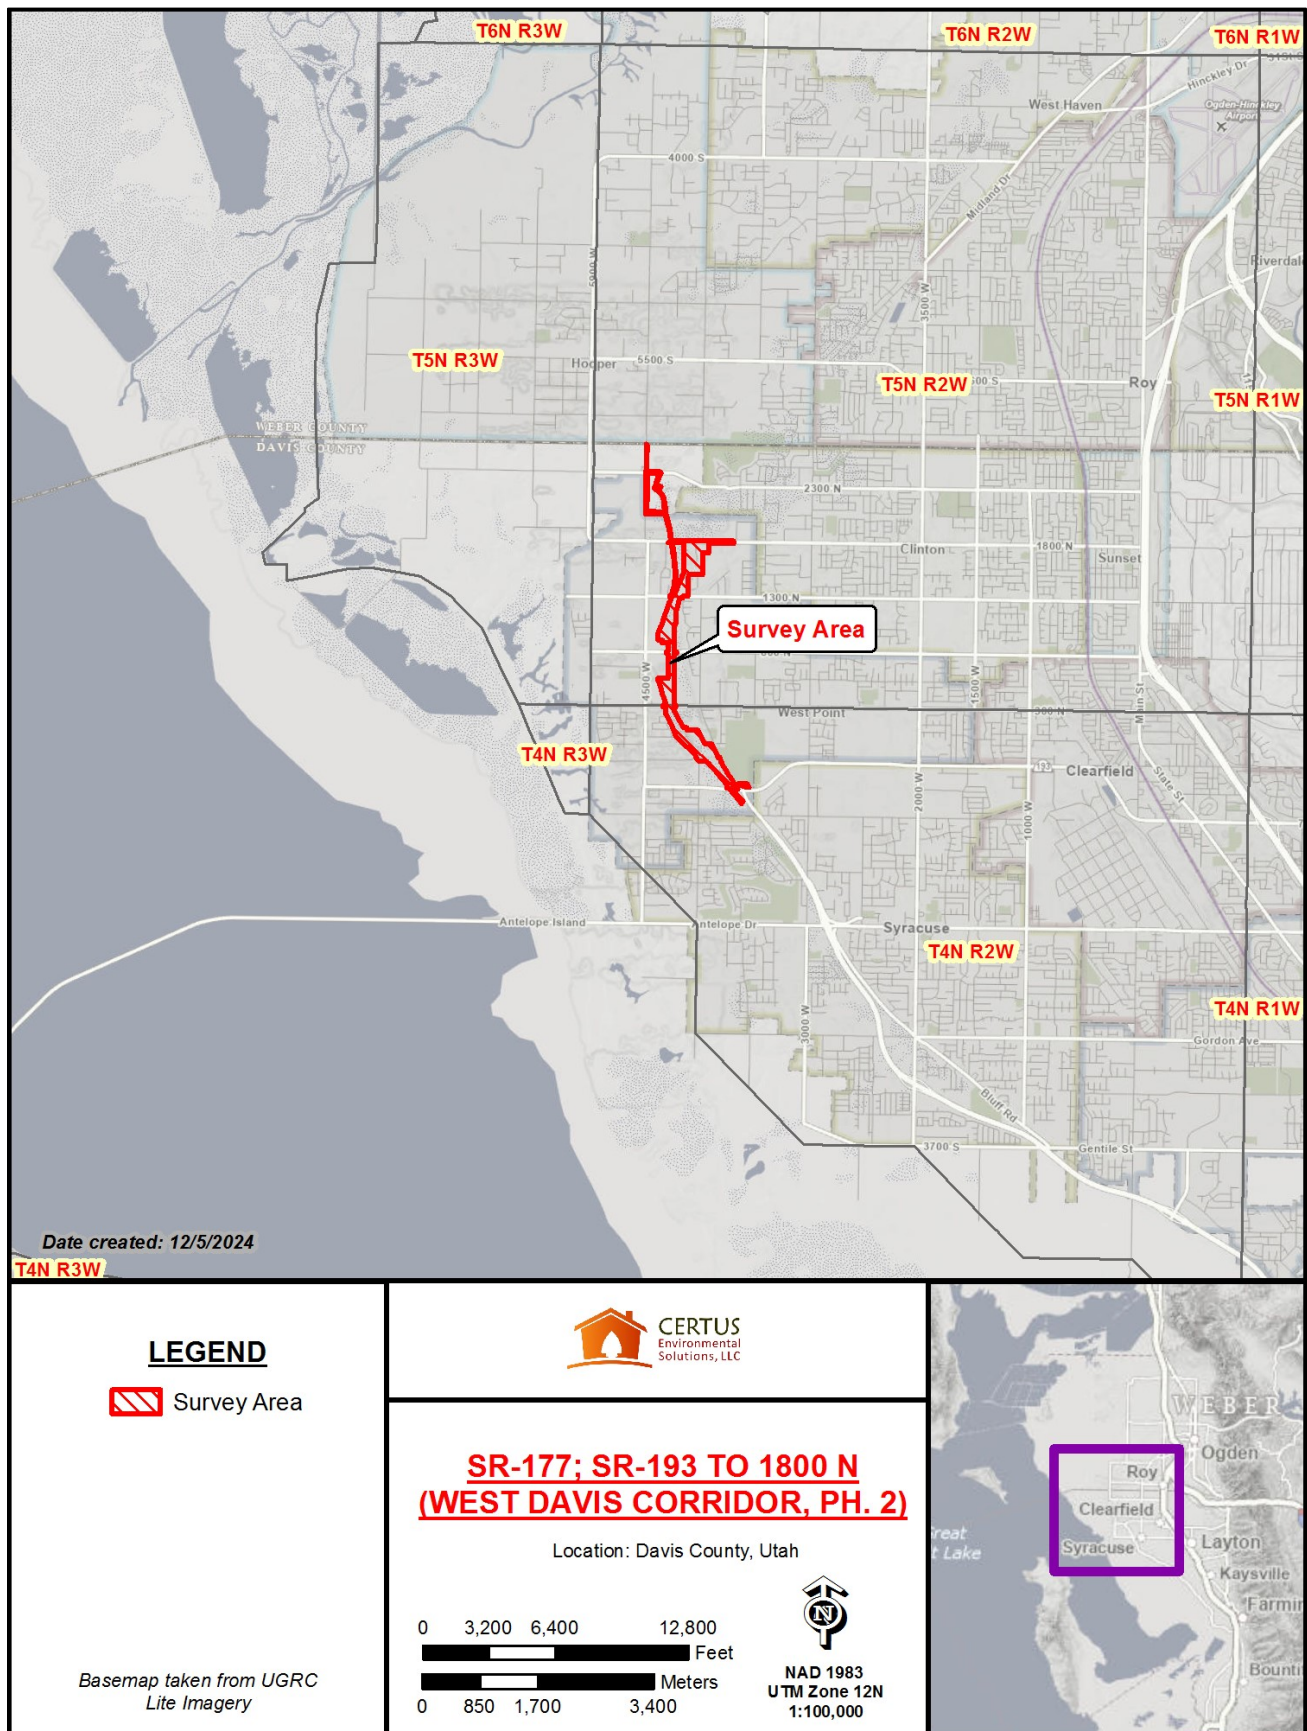 T6N R3W
T6N R2W
T6N R1W
Hinckley Dr
West Haven
Ogden-Hinckley
Airport
4000 S
Midland Dr
5900 W
3500 W
Riverdale
T5N R3W
Hooper
5500 S
T5N R2W
Roy
T5N R1W
WEBER COUNTY
DAVIS COUNTY
2300 N
Clinton
1800 N
Sunset
1300 N
Survey Area
4500 W
1500 W
Main St
West Point
300 N
T4N R3W
193
Clearfield
State St
2000 W
1000 W
Antelope Island
Antelope Dr
Syracuse
T4N R2W
T4N R1W
3000 W
Gordon Ave
Bluff Rd
3700 S
Gentile St
Date created: 12/5/2024
T4N R3W
LEGEND
Survey Area
Basemap taken from UGRC
Lite Imagery
CERTUS
Environmental
Solutions, LLC
SR-177; SR-193 TO 1800 N
(WEST DAVIS CORRIDOR, PH. 2)
Location: Davis County, Utah
0 3,200 6,400 12,800
Feet
Meters
0 850 1,700 3,400
N
NAD 1983
UTM Zone 12N
1:100,000
WEBER
Ogden
Roy
Clearfield
Great
t Lake
Syracuse
Layton
Kaysville
Farmin
Bounti